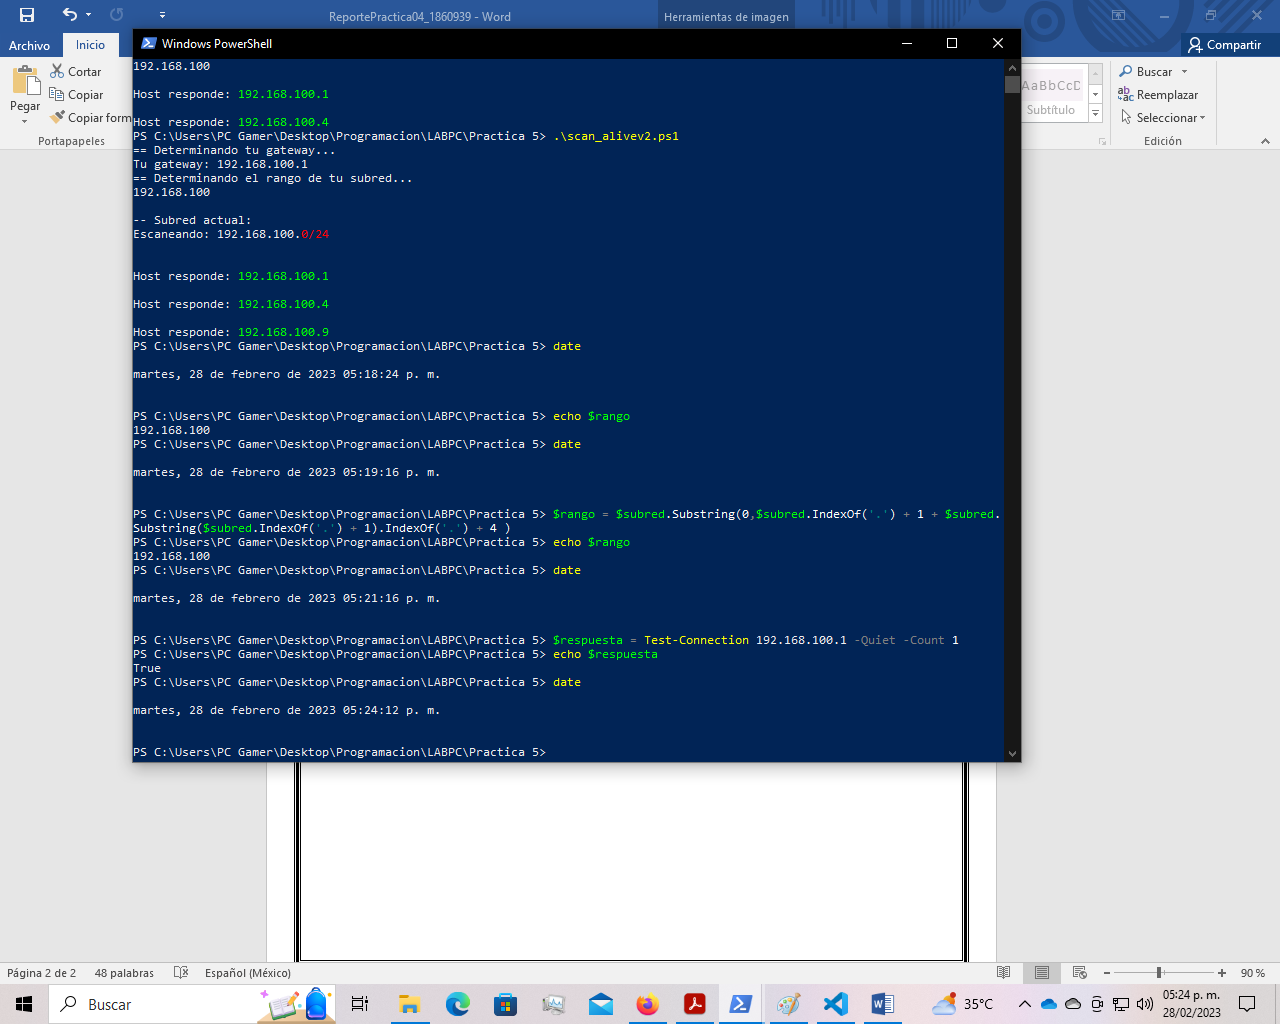 ReportePractica04_1860939 - Word
Herramientas de imagen
Archivo
Inicio
Compartir
Pegar
Cortar
Copiar
Copiar form
Portapapeles
AaBbCcD
Subtítulo
Buscar
Reemplazar
Seleccionar
Edición
Windows PowerShell
192.168.100
Host responde: 192.168.100.1
Host responde: 192.168.100.4
PS C:\Users\PC Gamer\Desktop\Programacion\LABPC\Practica 5> .\scan_alivev2.ps1
== Determinando tu gateway...
Tu gateway: 192.168.100.1
== Determinando el rango de tu subred...
192.168.100
-- Subred actual:
Escaneando: 192.168.100.0/24
Host responde: 192.168.100.1
Host responde: 192.168.100.4
Host responde: 192.168.100.9
PS C:\Users\PC Gamer\Desktop\Programacion\LABPC\Practica 5> date
martes, 28 de febrero de 2023 05:18:24 p. m.
PS C:\Users\PC Gamer\Desktop\Programacion\LABPC\Practica 5> echo $rango
192.168.100
PS C:\Users\PC Gamer\Desktop\Programacion\LABPC\Practica 5> date
martes, 28 de febrero de 2023 05:19:16 p. m.
PS C:\Users\PC Gamer\Desktop\Programacion\LABPC\Practica 5> $rango = $subred.Substring(0,$subred.IndexOf('.') + 1 + $subred.
Substring($subred.IndexOf('.') + 1).IndexOf('.') + 4 )
PS C:\Users\PC Gamer\Desktop\Programacion\LABPC\Practica 5> echo $rango
192.168.100
PS C:\Users\PC Gamer\Desktop\Programacion\LABPC\Practica 5> date
martes, 28 de febrero de 2023 05:21:16 p. m.
PS C:\Users\PC Gamer\Desktop\Programacion\LABPC\Practica 5> $respuesta = Test-Connection 192.168.100.1 -Quiet -Count 1
PS C:\Users\PC Gamer\Desktop\Programacion\LABPC\Practica 5> echo $respuesta
True
PS C:\Users\PC Gamer\Desktop\Programacion\LABPC\Practica 5> date
martes, 28 de febrero de 2023 05:24:12 p. m.
PS C:\Users\PC Gamer\Desktop\Programacion\LABPC\Practica 5>
Página 2 de 2
48 palabras
Español (México)
90 %
Buscar
35°C
05:24 p. m.
28/02/2023